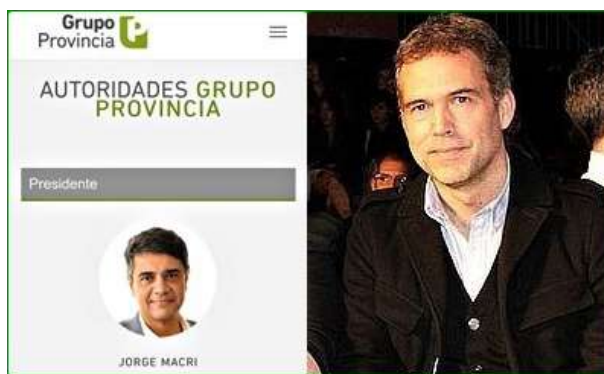 Grupo
Provincia
AUTORIDADES GRUPO
PROVINCIA
Presidente
JORGE MACRI